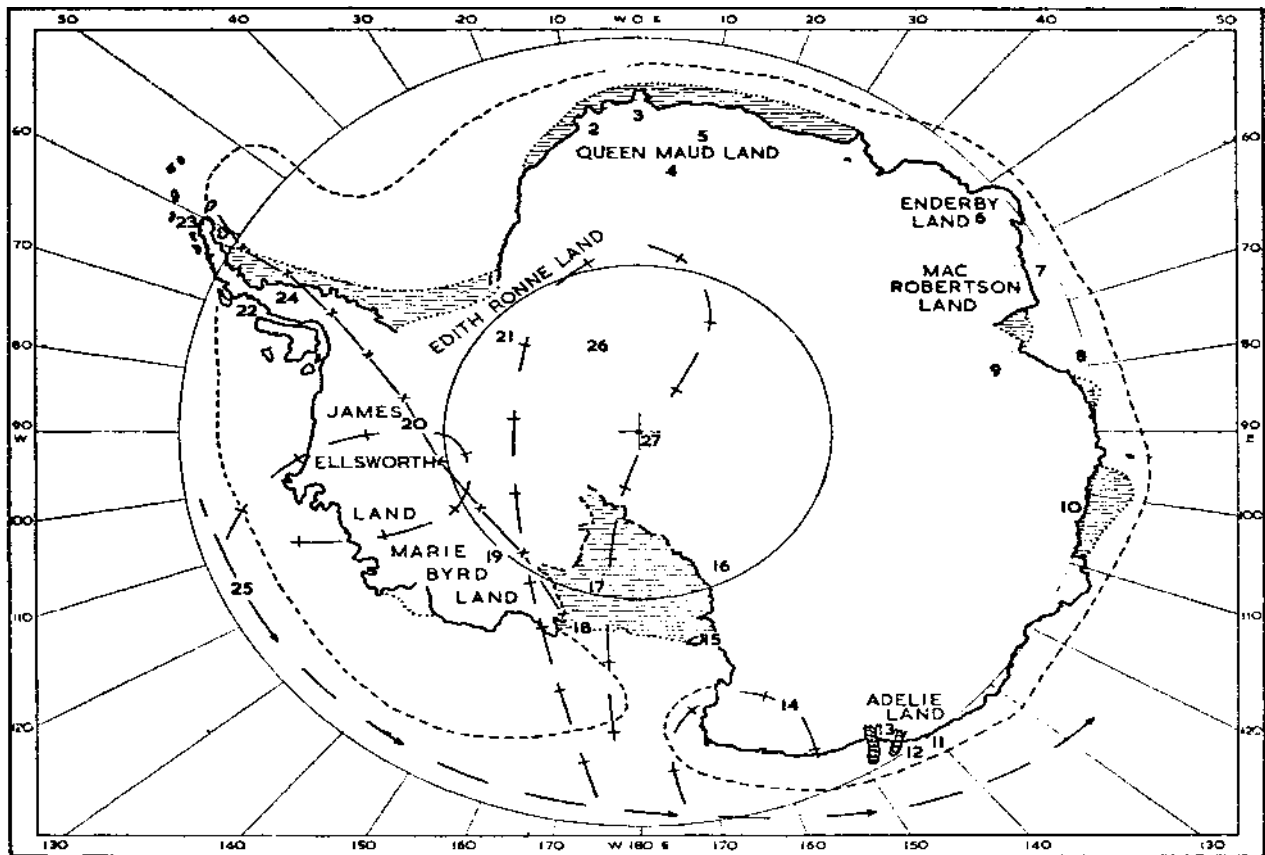 50 40 30 20 10 W 0 E 10 20 30 40 50
60 60
3
2 5
QUEEN MAUD LAND
4
ENDERBY
LAND 6
23
70 70
EDITH RONNE LAND
MAC
ROBERTSON
LAND
7
24
22
80 80
21 26
8
9
JAMES
20
90
W
27
90
E
ELLSWORTH
100 10 100
LAND
MARIE
BYRD
LAND
19
16
17
25
110 110
18 15
ADELIE
LAND
14
13
12 11
120 120
130 140 150 160 170 W 180 E 170 160 150 140 130